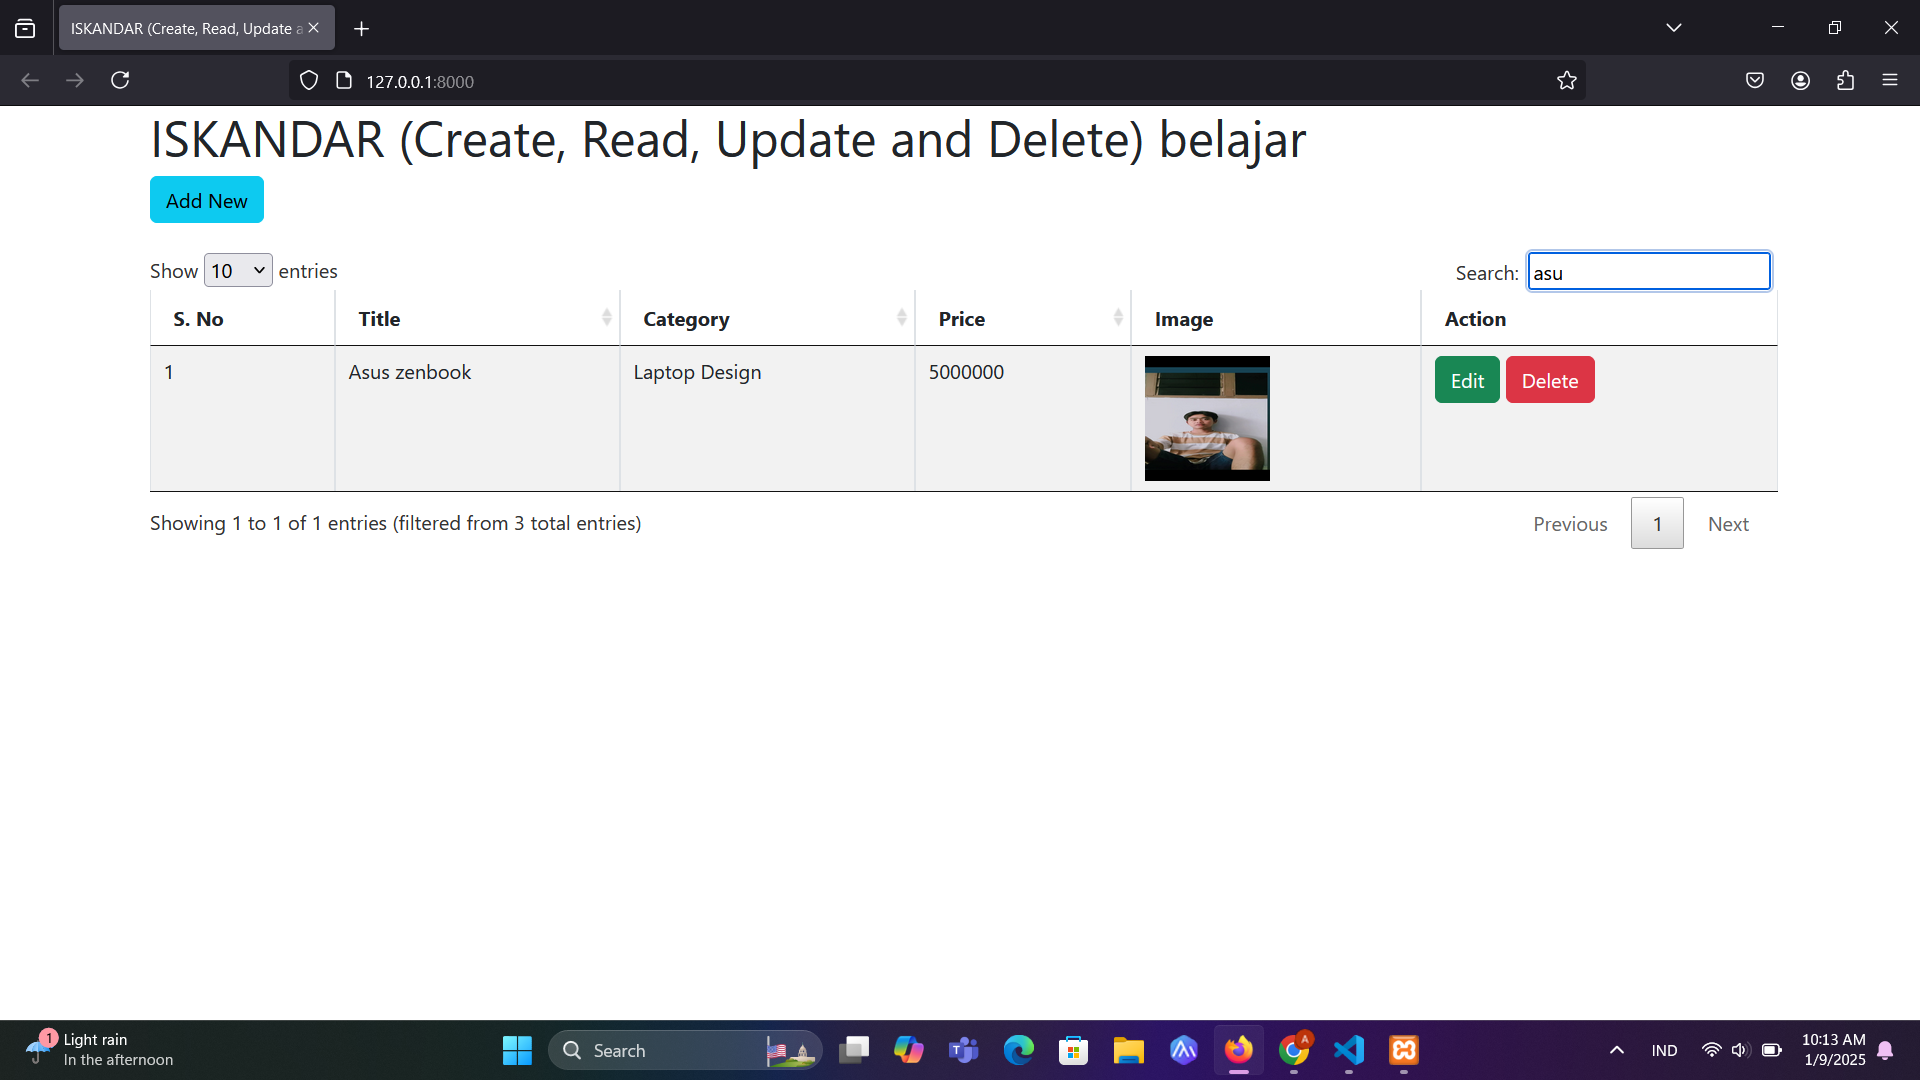 ISKANDAR (Create, Read, Update a
127.0.0.1:8000
ISKANDAR (Create, Read, Update and Delete) belajar
Add New
Show 10 entries
Search: asu
S. No Title Category Price Image Action
1 Asus zenbook Laptop Design 5000000 Edit Delete
Showing 1 to 1 of 1 entries (filtered from 3 total entries)
Previous 1 Next
1 Light rain
In the afternoon
Search
A
IND
10:13 AM
1/9/2025